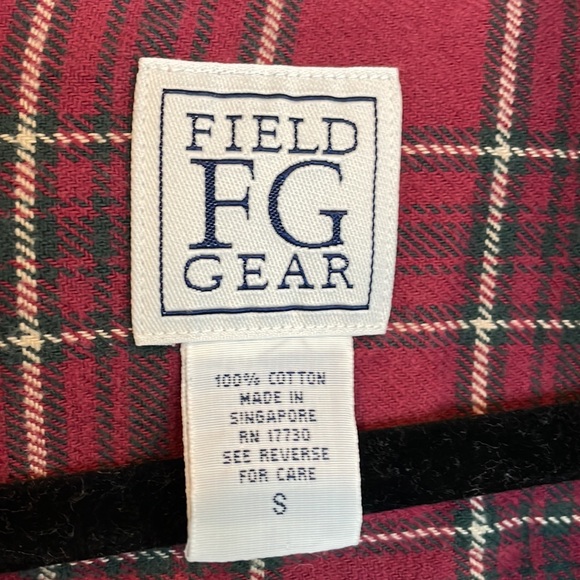 FIELD
FG
GEAR
100% COTTON
MADE IN
SINGAPORE
RN 17730
SEE REVERSE
FOR CARE
S